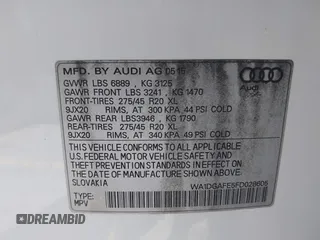 MFD. BY AUDI AG 05/15
GVWR LBS 6889 , KG 3125
GAWR FRONT LBS 3241 , KG 1470
FRONT-TIRES 275/45 R20 XL
9JX20 RIMS, AT 300 KPA 44 PSI COLD
GAWR REAR LBS3946 , KG 1790
REAR-TIRES 275/45 R20 XL
9JX20 RIMS, AT 340 KPA 49 PSI COLD
Audi
THIS VEHICLE CONFORMS TO ALL APPLICABLE
U.S. FEDERAL MOTOR VEHICLE SAFETY
STANDARDS IN EFFECT ON
THE DATE OF MANUFACTURE SHOWN ABOVE.
SLOVAKIA
TYPE:
MPV
DREAMBID